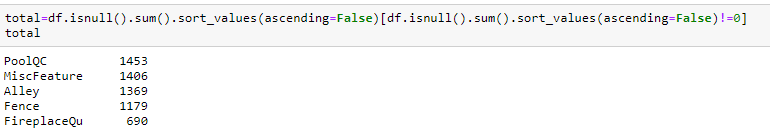 total=df.isnull().sum().sort_values(ascending=False)[df.isnull().sum().sort_values(ascending=False)!=0]
total
PoolQC 1453
MiscFeature 1406
Alley 1369
Fence 1179
FireplaceQu 690